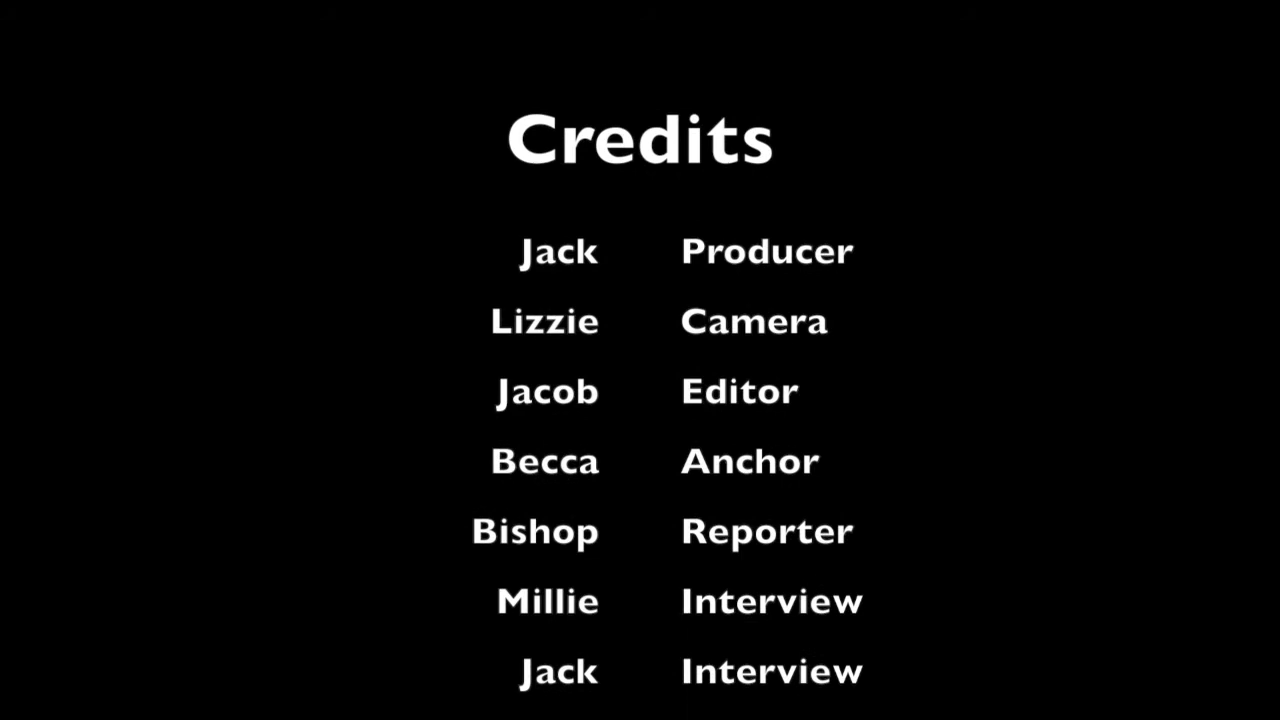 Credits
Jack Producer
Lizzie Camera
Jacob Editor
Becca Anchor
Bishop Reporter
Millie Interview
Jack Interview